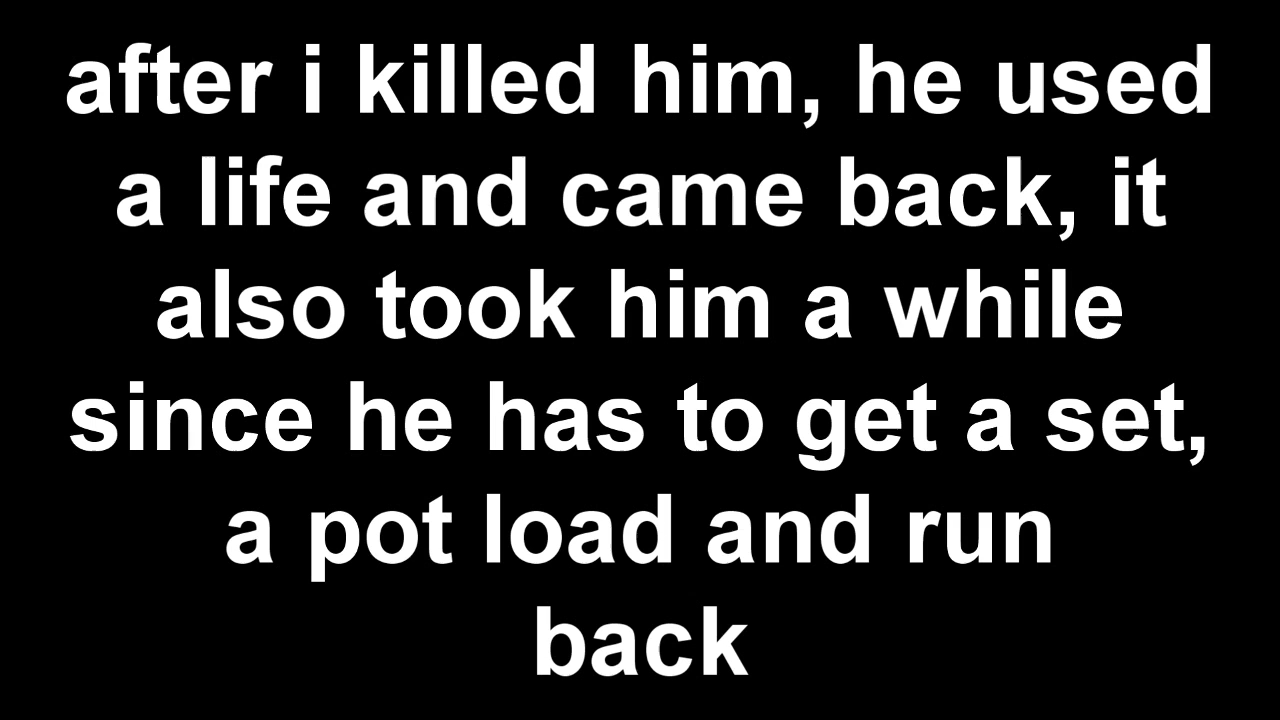 after i killed him, he used
a life and came back, it
also took him a while
since he has to get a set,
a pot load and run
back